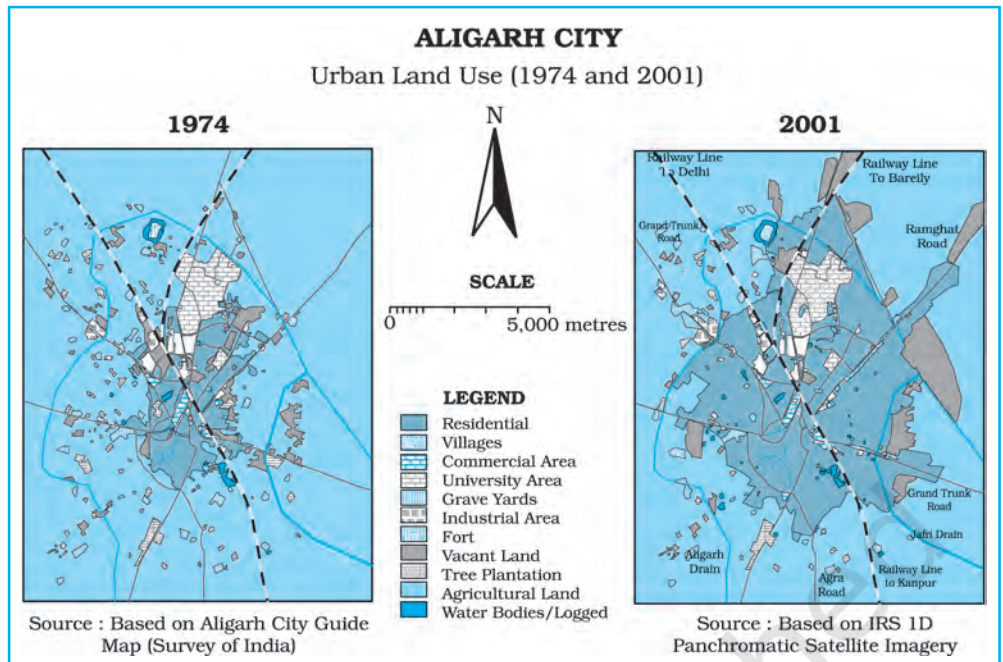 ALIGARH CITY
Urban Land Use (1974 and 2001)
1974
N
2001
Railway Line
To Delhi
Railway Line
To Bareily
Grand Trunk
Road
Ramghat
Road
SCALE
0 5,000 metres
LEGEND
Residential
Villages
Commercial Area
University Area
Grave Yards
Industrial Area
Fort
Vacant Land
Tree Plantation
Agricultural Land
Water Bodies/Logged
Grand Trunk
Road
Jafri Drain
Aligarh
Drain
Agra
Road
Railway Line
to Kanpur
Source : Based on Aligarh City Guide
Map (Survey of India)
Source : Based on IRS 1D
Panchromatic Satellite Imagery